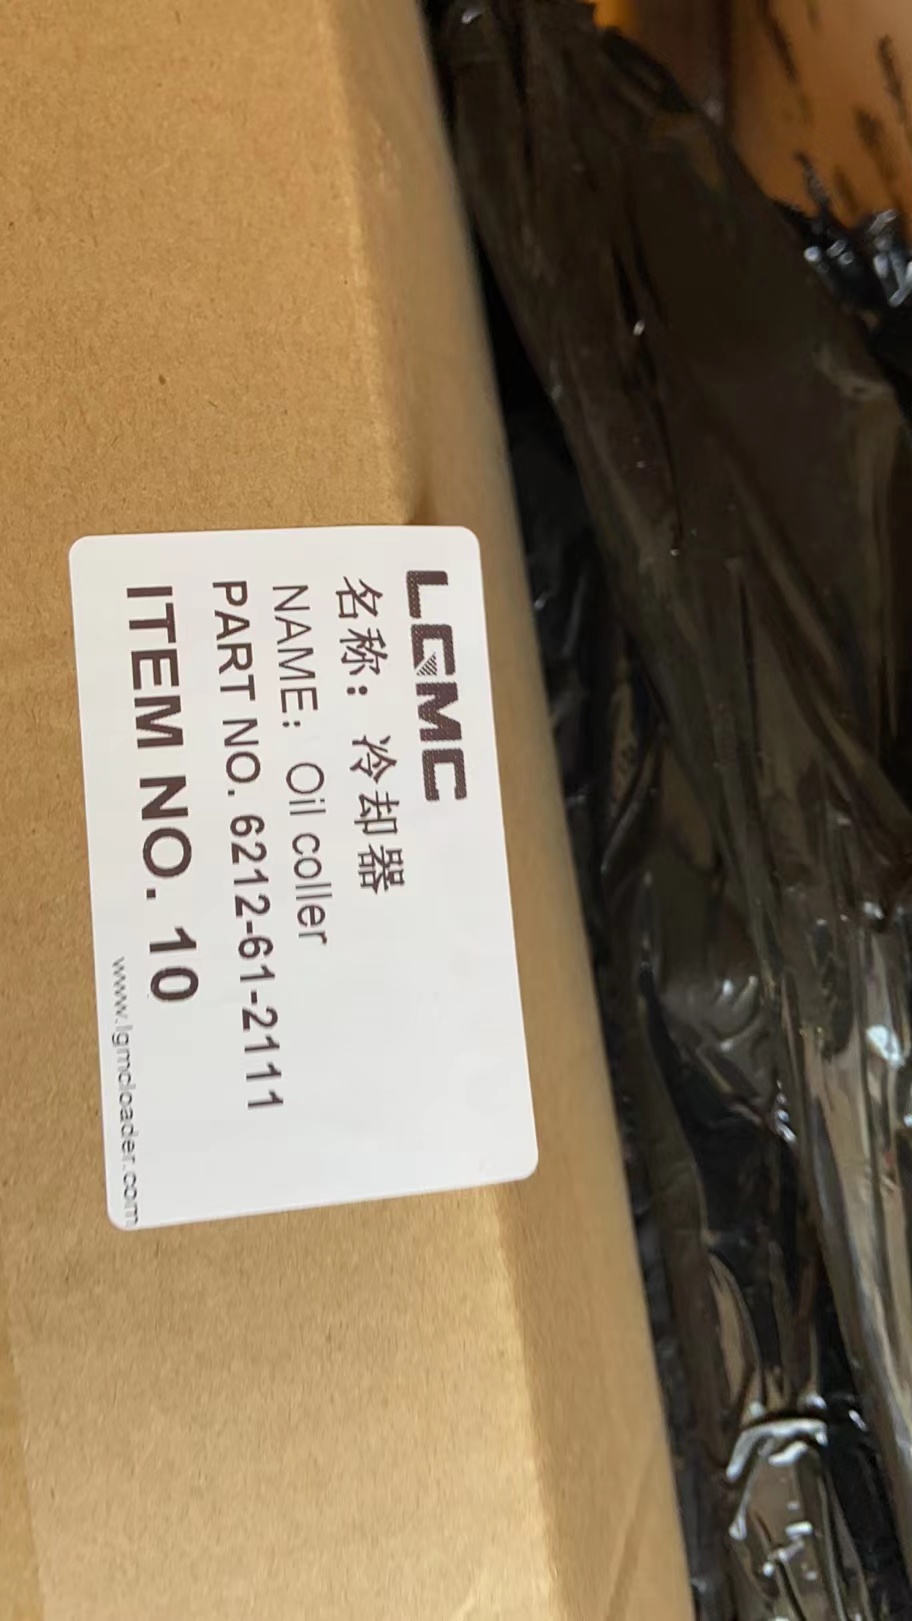 LGMC
名称：冷却器
NAME: Oil coller
PART NO. 6212-61-2111
ITEM NO. 10
www.lgmcloader.com